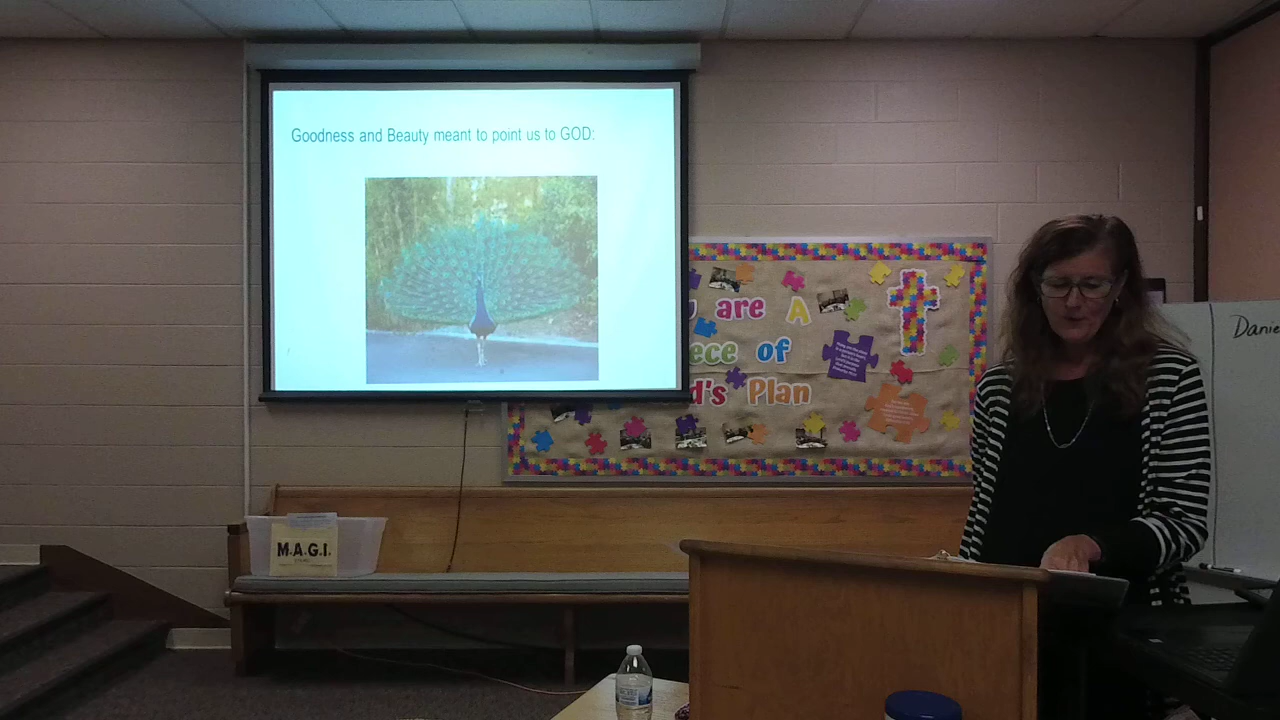 Goodness and Beauty meant to point us to GOD:
are A
ece of
d's Plan
M.A.G.I.
Danie